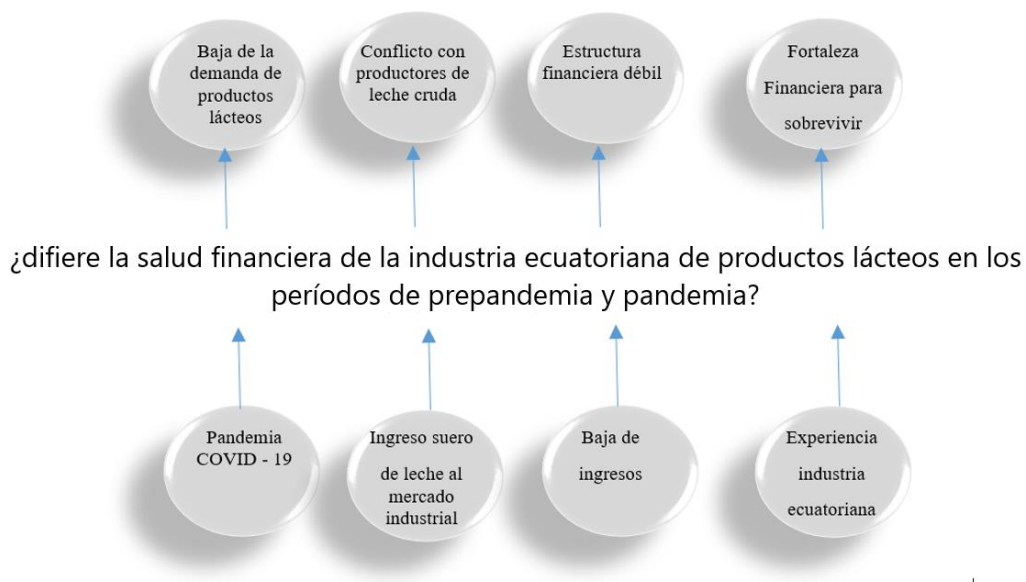 Baja de la
demanda de
productos
lácteos
Conflicto con
productores de
leche cruda
Estructura
financiera débil
Fortaleza
Financiera para
sobrevivir
¿difiere la salud financiera de la industria ecuatoriana de productos lácteos en los
períodos de prepandemia y pandemia?
Pandemia
COVID - 19
Ingreso suero
de leche al
mercado
industrial
Baja de
ingresos
Experiencia
industria
ecuatoriana